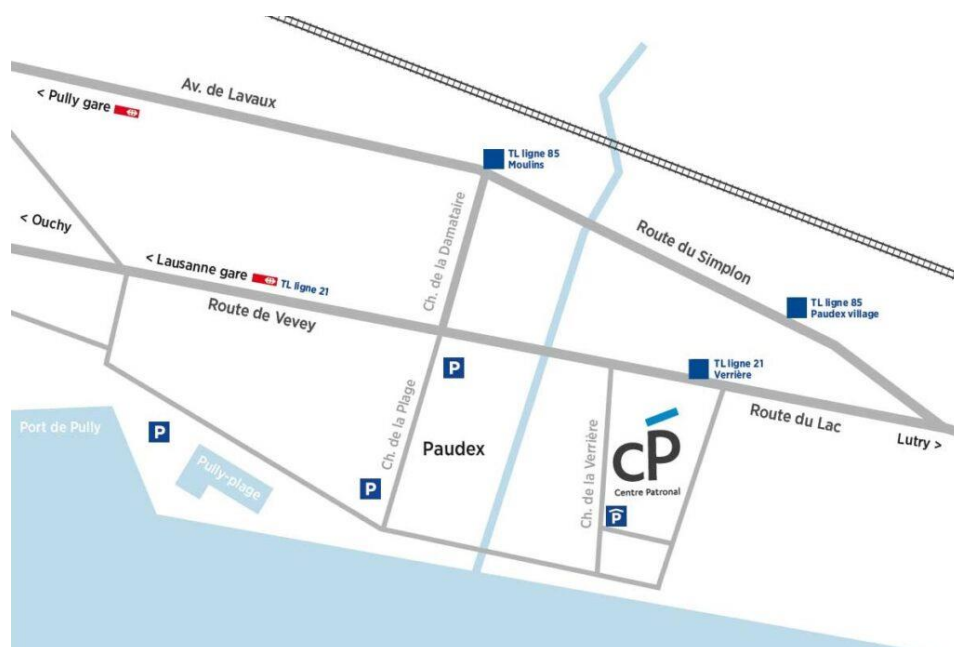 Av. de Lavaux
< Pully gare
TL ligne 85
Moulins
Ch. de la Damataire
< Ouchy
Route du Simplon
< Lausanne gare
TL ligne 21
Route de Vevey
TL ligne 85
Paudex village
TL ligne 21
Verrière
P
Route du Lac
Lutry >
Port de Pully
P
Pully-plage
Ch. de la Plage
Paudex
Ch. de la Verrière
CP
Centre Patronal
P
P